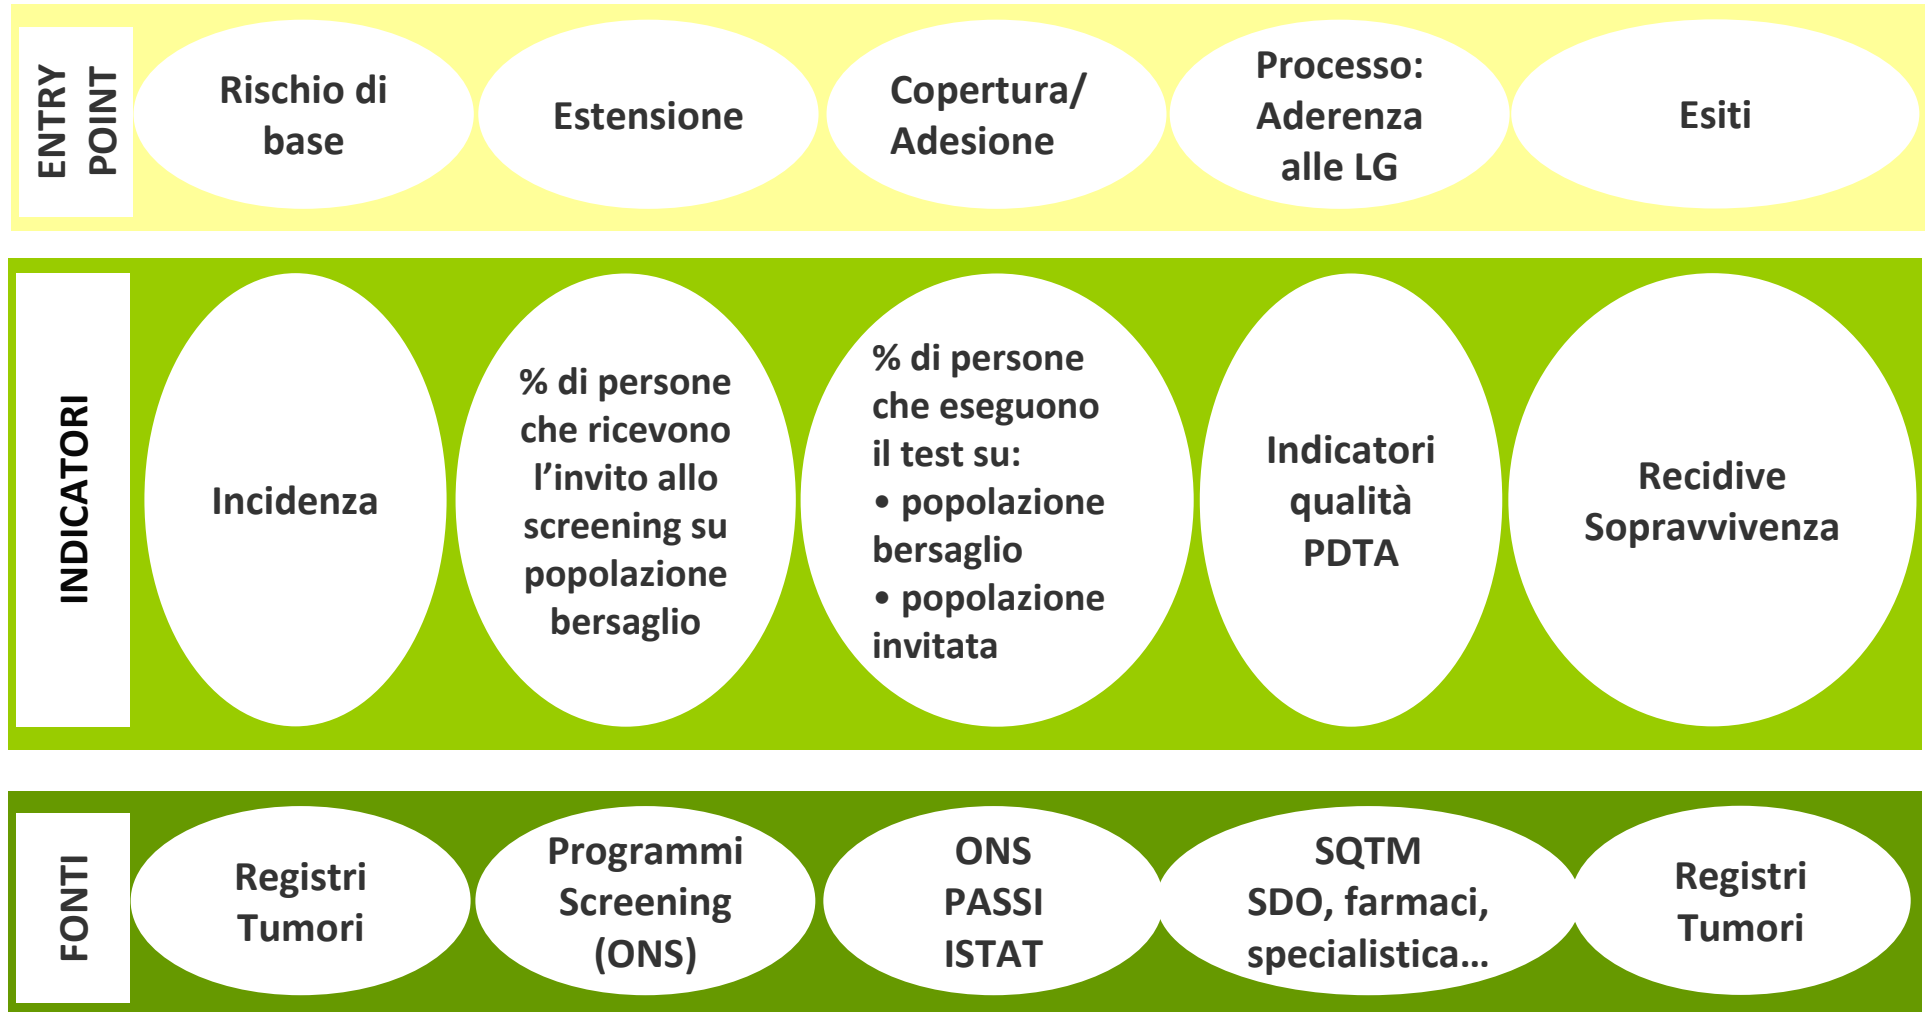 ENTRY
POINT
Rischio di
base
Estensione
Copertura/
Adesione
Processo:
Aderenza
alle LG
Esiti
INDICATORI
Incidenza
% di persone
che ricevono
l’invito allo
screening su
popolazione
bersaglio
% di persone
che eseguono
il test su:
• popolazione
bersaglio
• popolazione
invitata
Indicatori
qualità
PDTA
Recidive
Sopravvivenza
FONTI
Registri
Tumori
Programmi
Screening
(ONS)
ONS
PASSI
ISTAT
SQTM
SDO, farmaci,
specialistica…
Registri
Tumori